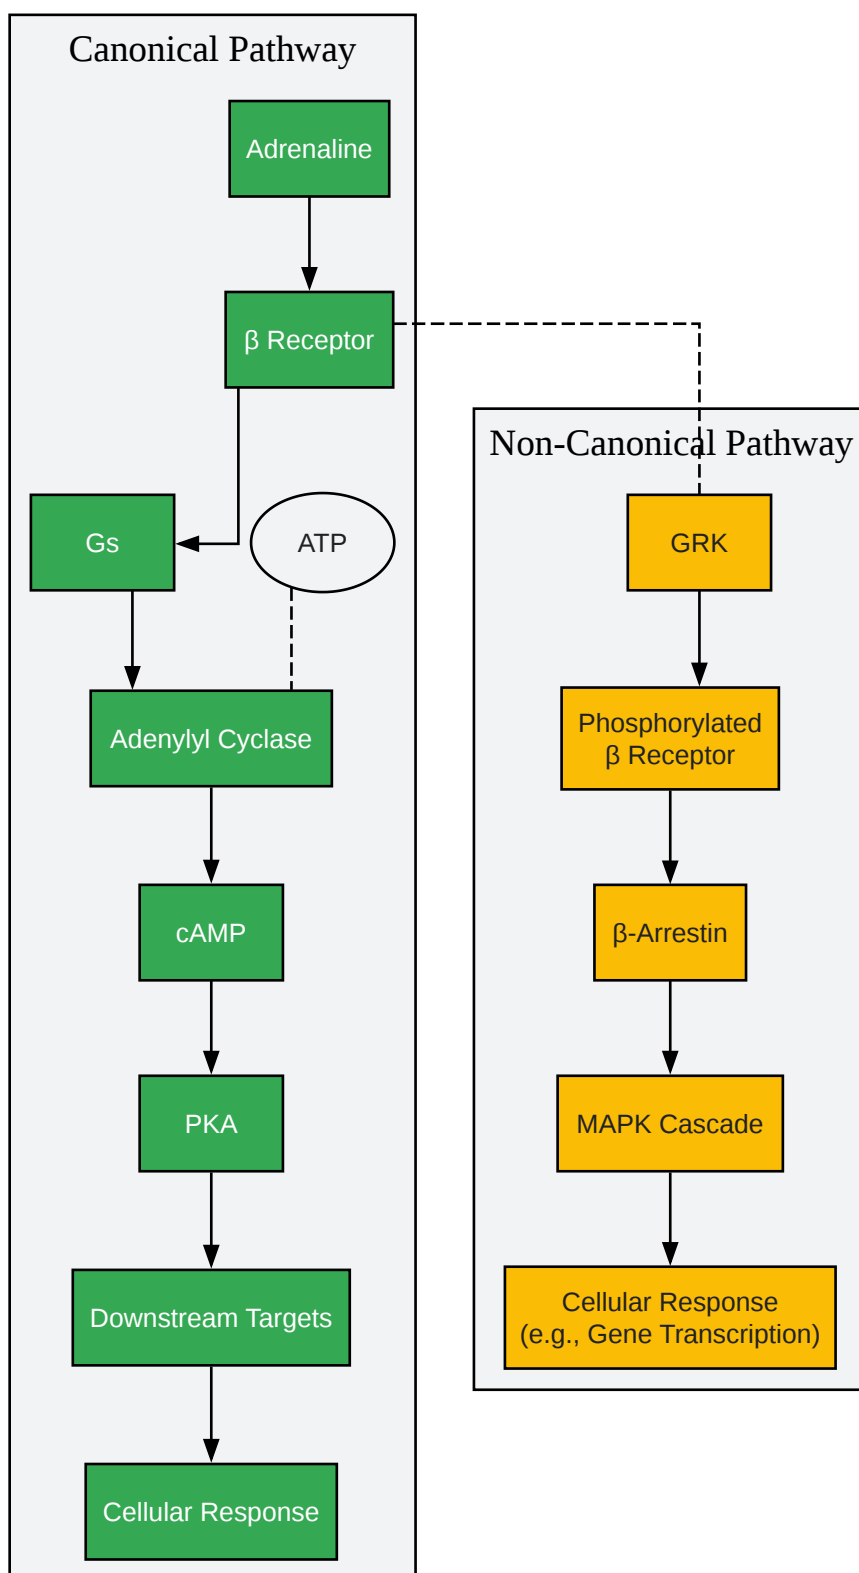 Canonical Pathway
Adrenaline
β Receptor
Gs
ATP
Adenylyl Cyclase
cAMP
PKA
Downstream Targets
Cellular Response
Non-Canonical Pathway
GRK
Phosphorylated
β Receptor
β-Arrestin
MAPK Cascade
Cellular Response
(e.g., Gene Transcription)